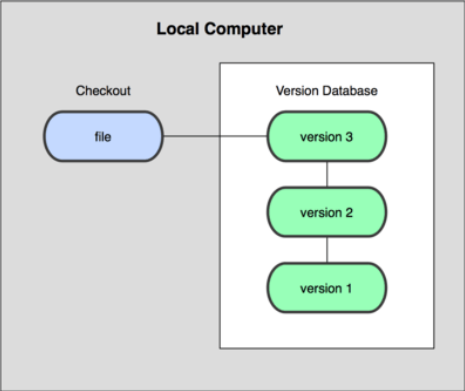 Local Computer
Checkout
Version Database
file
version 3
version 2
version 1